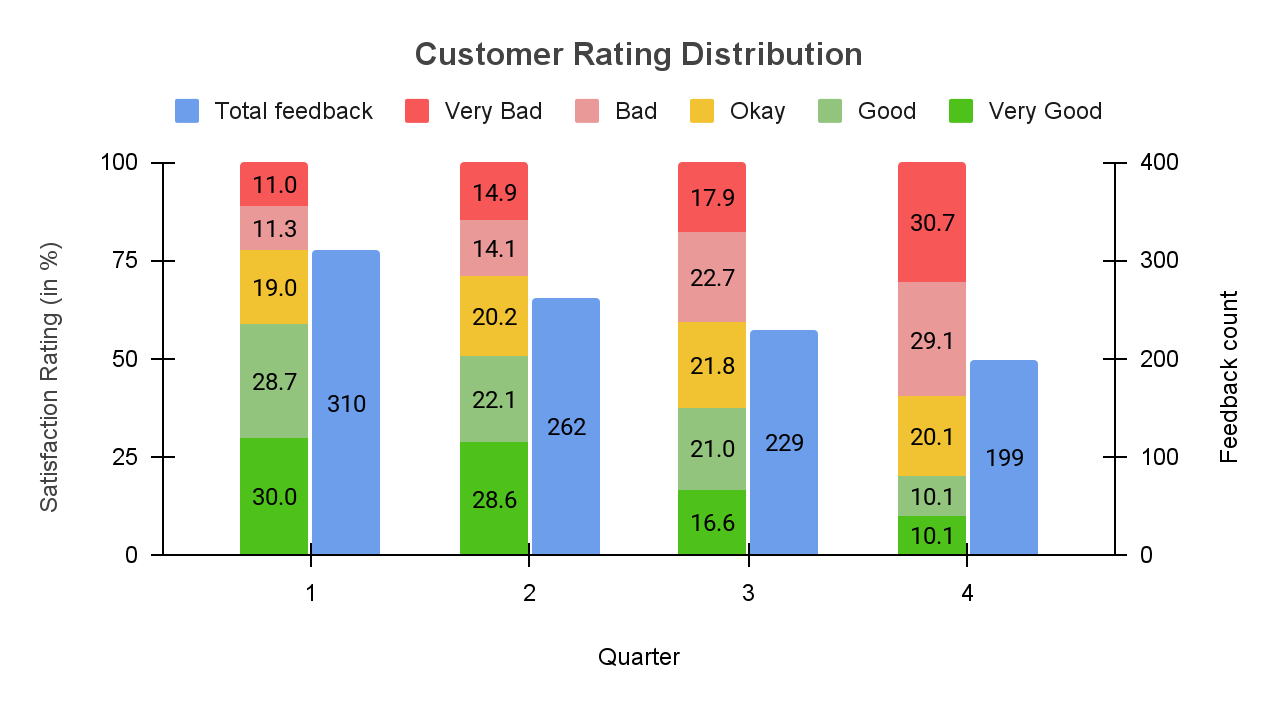 Customer Rating Distribution
Total feedback Very Bad Bad Okay Good Very Good
100 11.0 14.9 17.9 30.7 400
11.3 14.1 22.7 29.1
75 300
19.0 20.2 21.8 20.1
50 200
28.7 22.1 21.0 10.1
310 262 229 199
25 100
30.0 28.6 16.6 10.1
0 0
1 2 3 4
Satisfaction Rating (in %)
Feedback count
Quarter